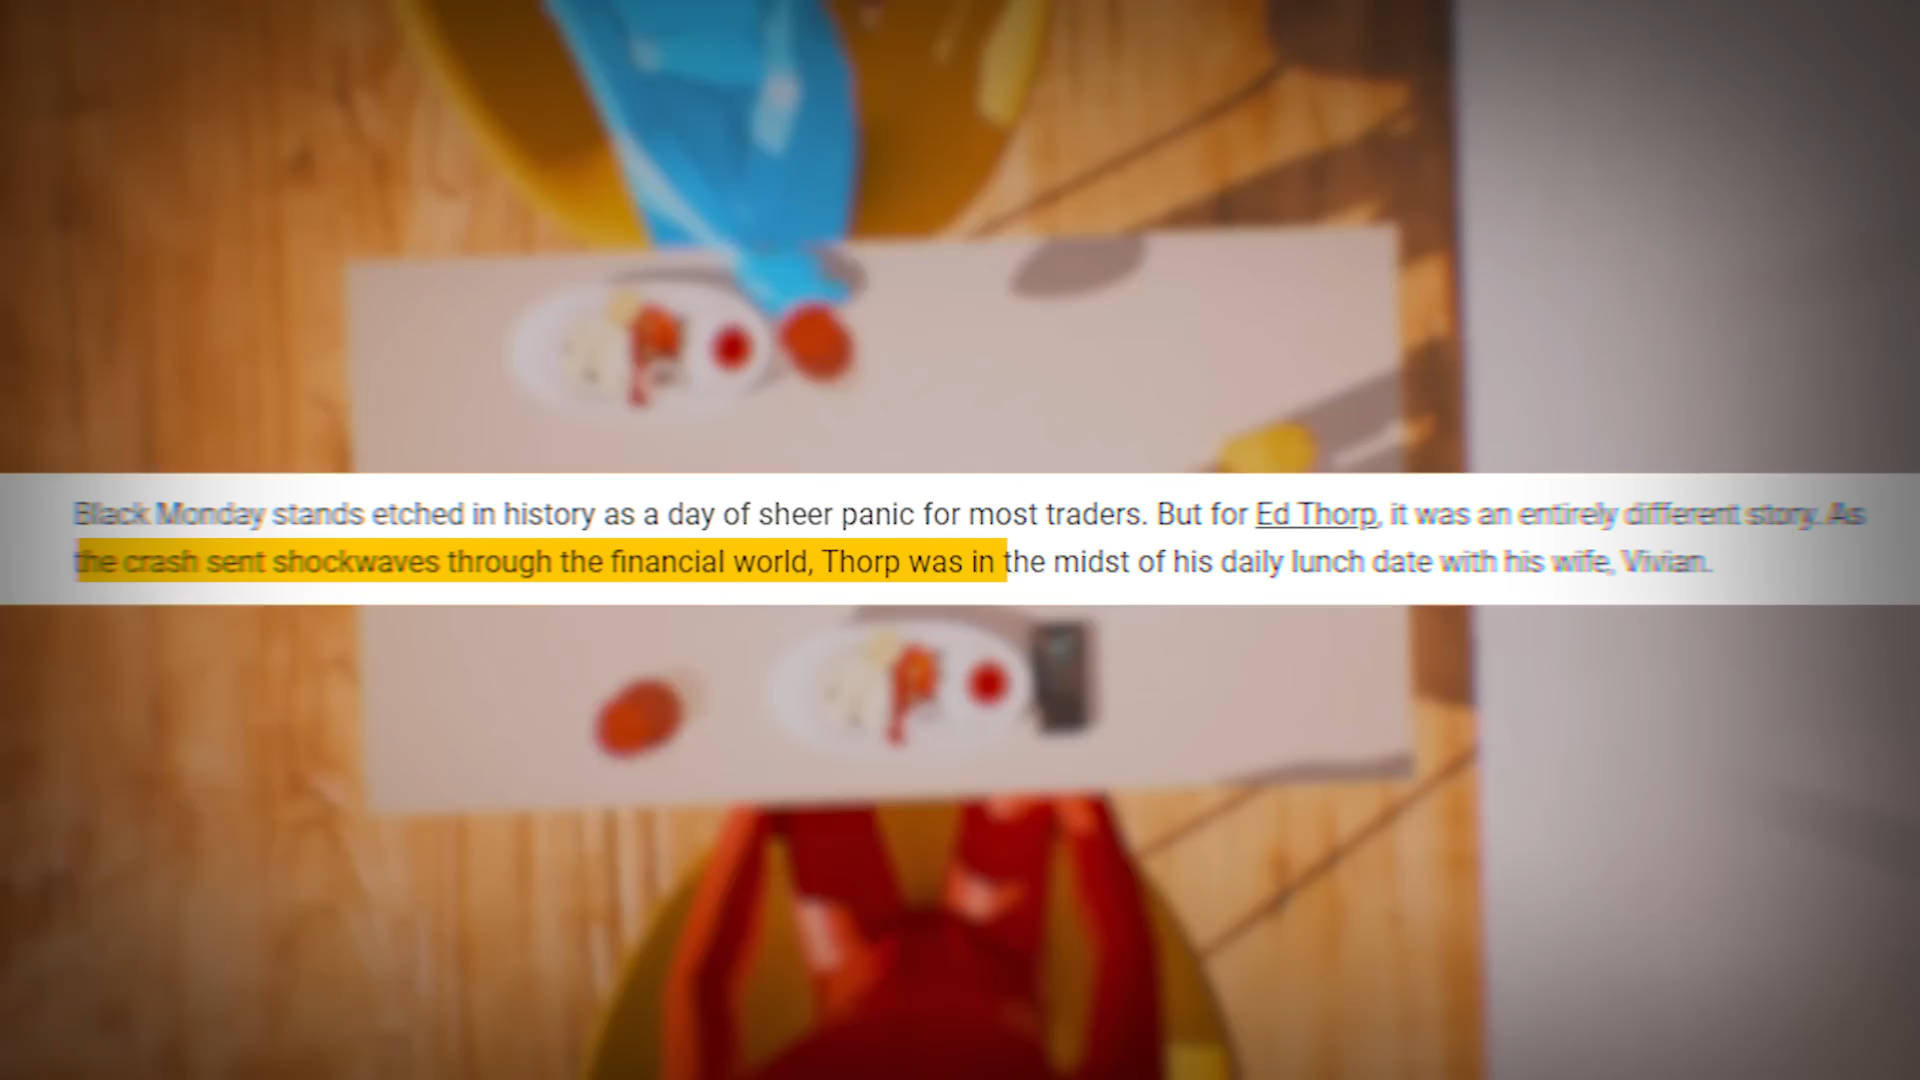 Black Monday stands etched in history as a day of sheer panic for most traders. But for Ed Thorp, it was an entirely different story. As
the crash sent shockwaves through the financial world, Thorp was in the midst of his daily lunch date with his wife, Vivian.